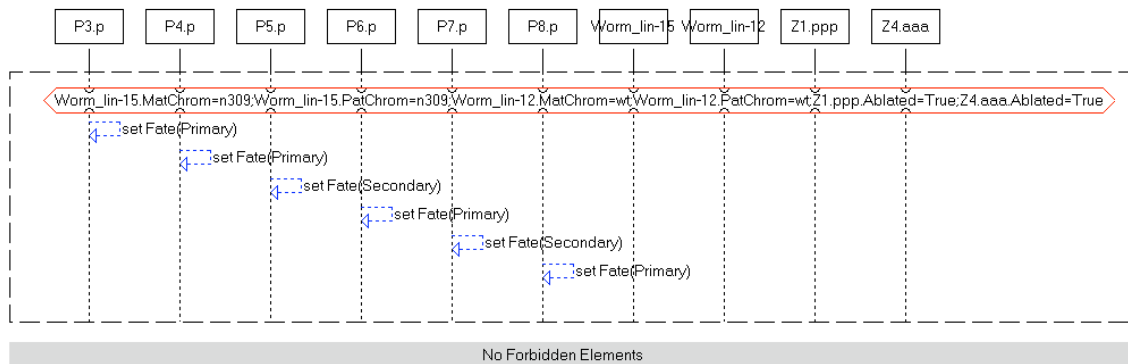 P3.p P4.p P5.p P6.p P7.p P8.p Worm_lin-15 Worm_lin-12 Z1.ppp Z4.aaa
Worm_lin-15.MatChrom=n309;Worm_lin-15.PatChrom=n309;Worm_lin-12.MatChrom=wt;Worm_lin-12.PatChrom=wt;Z1.ppp.Ablated=True;Z4.aaa.Ablated=True
set Fate(Primary)
set Fate(Primary)
set Fate(Secondary)
set Fate(Primary)
set Fate(Secondary)
set Fate(Primary)
No Forbidden Elements